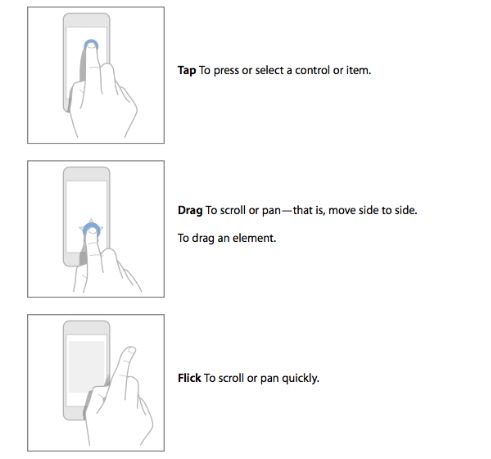 Tap To press or select a control or item.
Drag To scroll or pan—that is, move side to side.
To drag an element.
Flick To scroll or pan quickly.